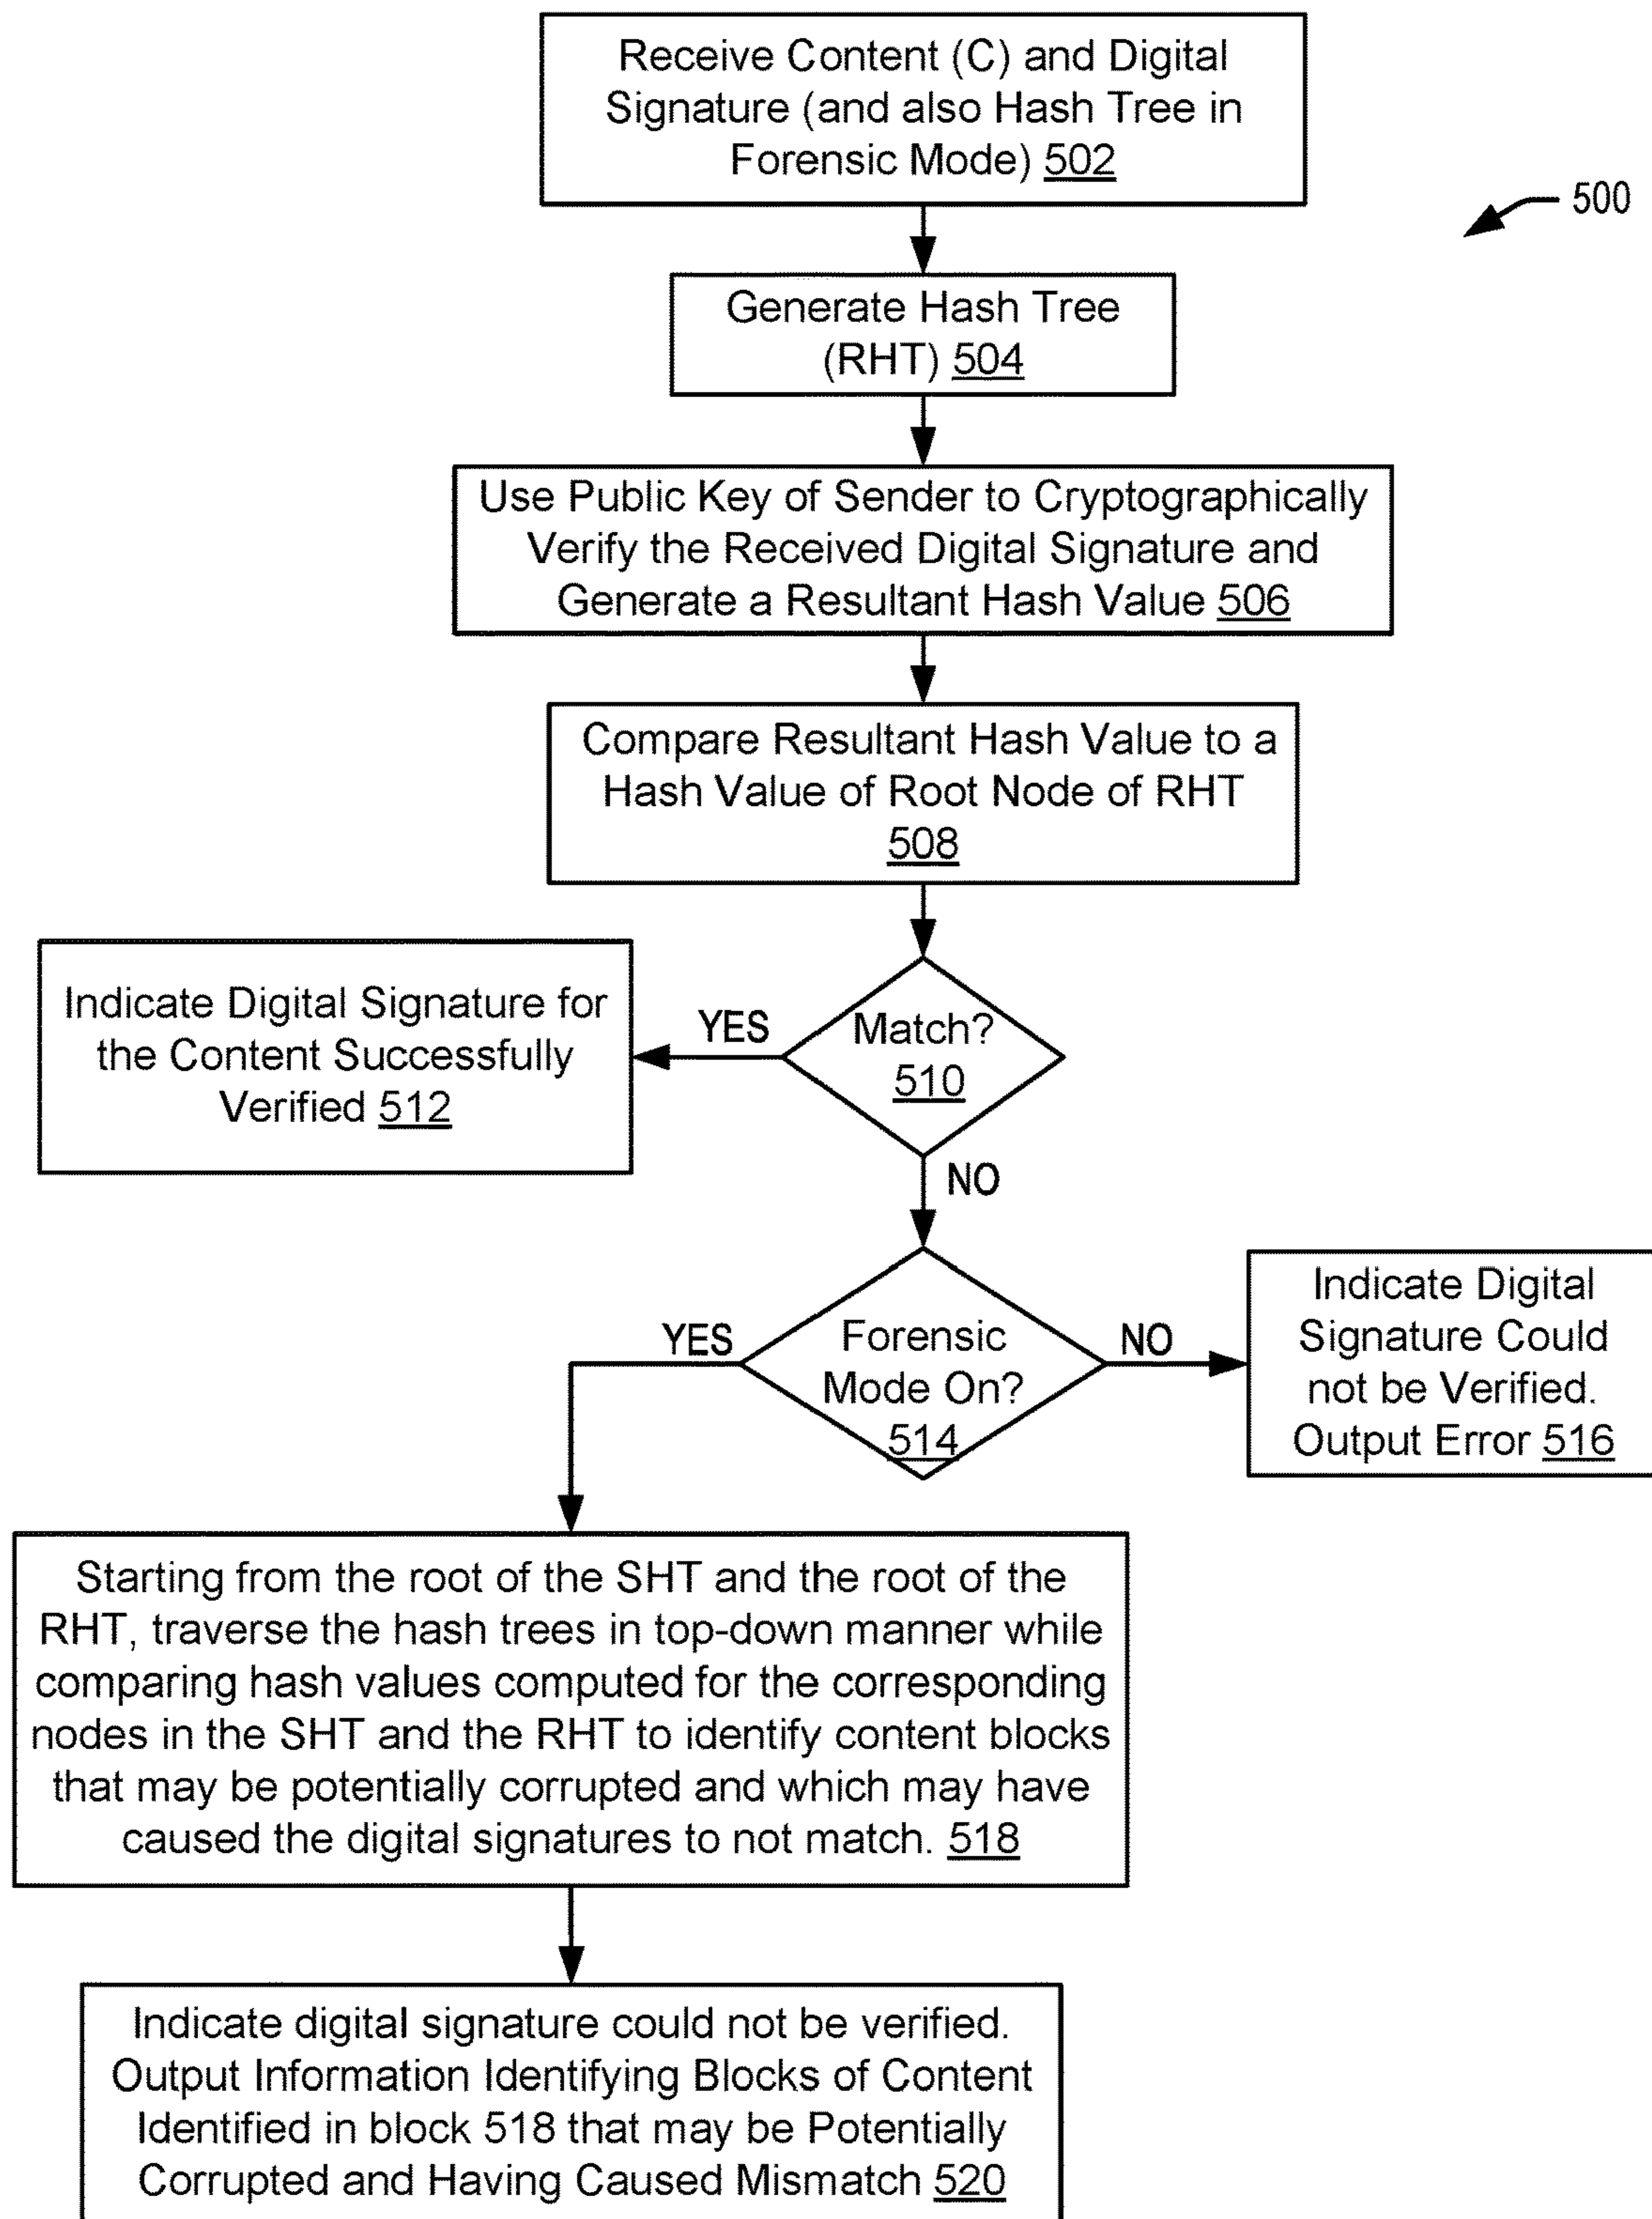 Receive Content (C) and Digital
Signature (and also Hash Tree in
Forensic Mode) 502
500
Generate Hash Tree
(RHT) 504
Use Public Key of Sender to Cryptographically
Verify the Received Digital Signature and
Generate a Resultant Hash Value 506
Compare Resultant Hash Value to a
Hash Value of Root Node of RHT
508
Indicate Digital Signature for
the Content Successfully
Verified 512
YES
Match?
510
NO
YES
Forensic
Mode On?
514
NO
Indicate Digital
Signature Could
not be Verified.
Output Error 516
Starting from the root of the SHT and the root of the
RHT, traverse the hash trees in top-down manner while
comparing hash values computed for the corresponding
nodes in the SHT and the RHT to identify content blocks
that may be potentially corrupted and which may have
caused the digital signatures to not match. 518
Indicate digital signature could not be verified.
Output Information Identifying Blocks of Content
Identified in block 518 that may be Potentially
Corrupted and Having Caused Mismatch 520